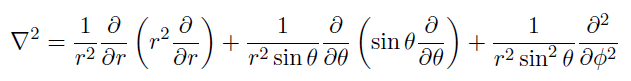 ∇² = 1/r² ∂/∂r (r² ∂/∂r) + 1/(r² sin θ) ∂/∂θ (sin θ ∂/∂θ) + 1/(r² sin² θ) ∂²/∂ϕ²